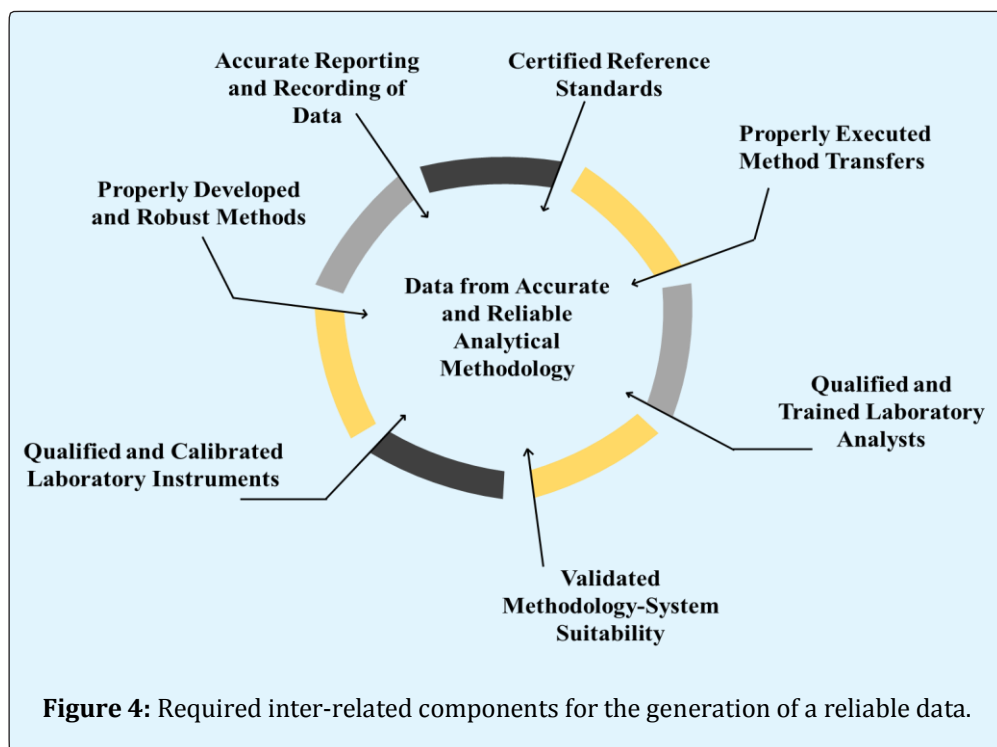 Accurate Reporting
and Recording of
Data
Certified Reference
Standards
Properly Executed
Method Transfers
Properly Developed
and Robust Methods
Data from Accurate
and Reliable
Analytical
Methodology
Qualified and
Trained Laboratory
Analysts
Qualified and Calibrated
Laboratory Instruments
Validated
Methodology-System
Suitability
Figure 4: Required inter-related components for the generation of a reliable data.